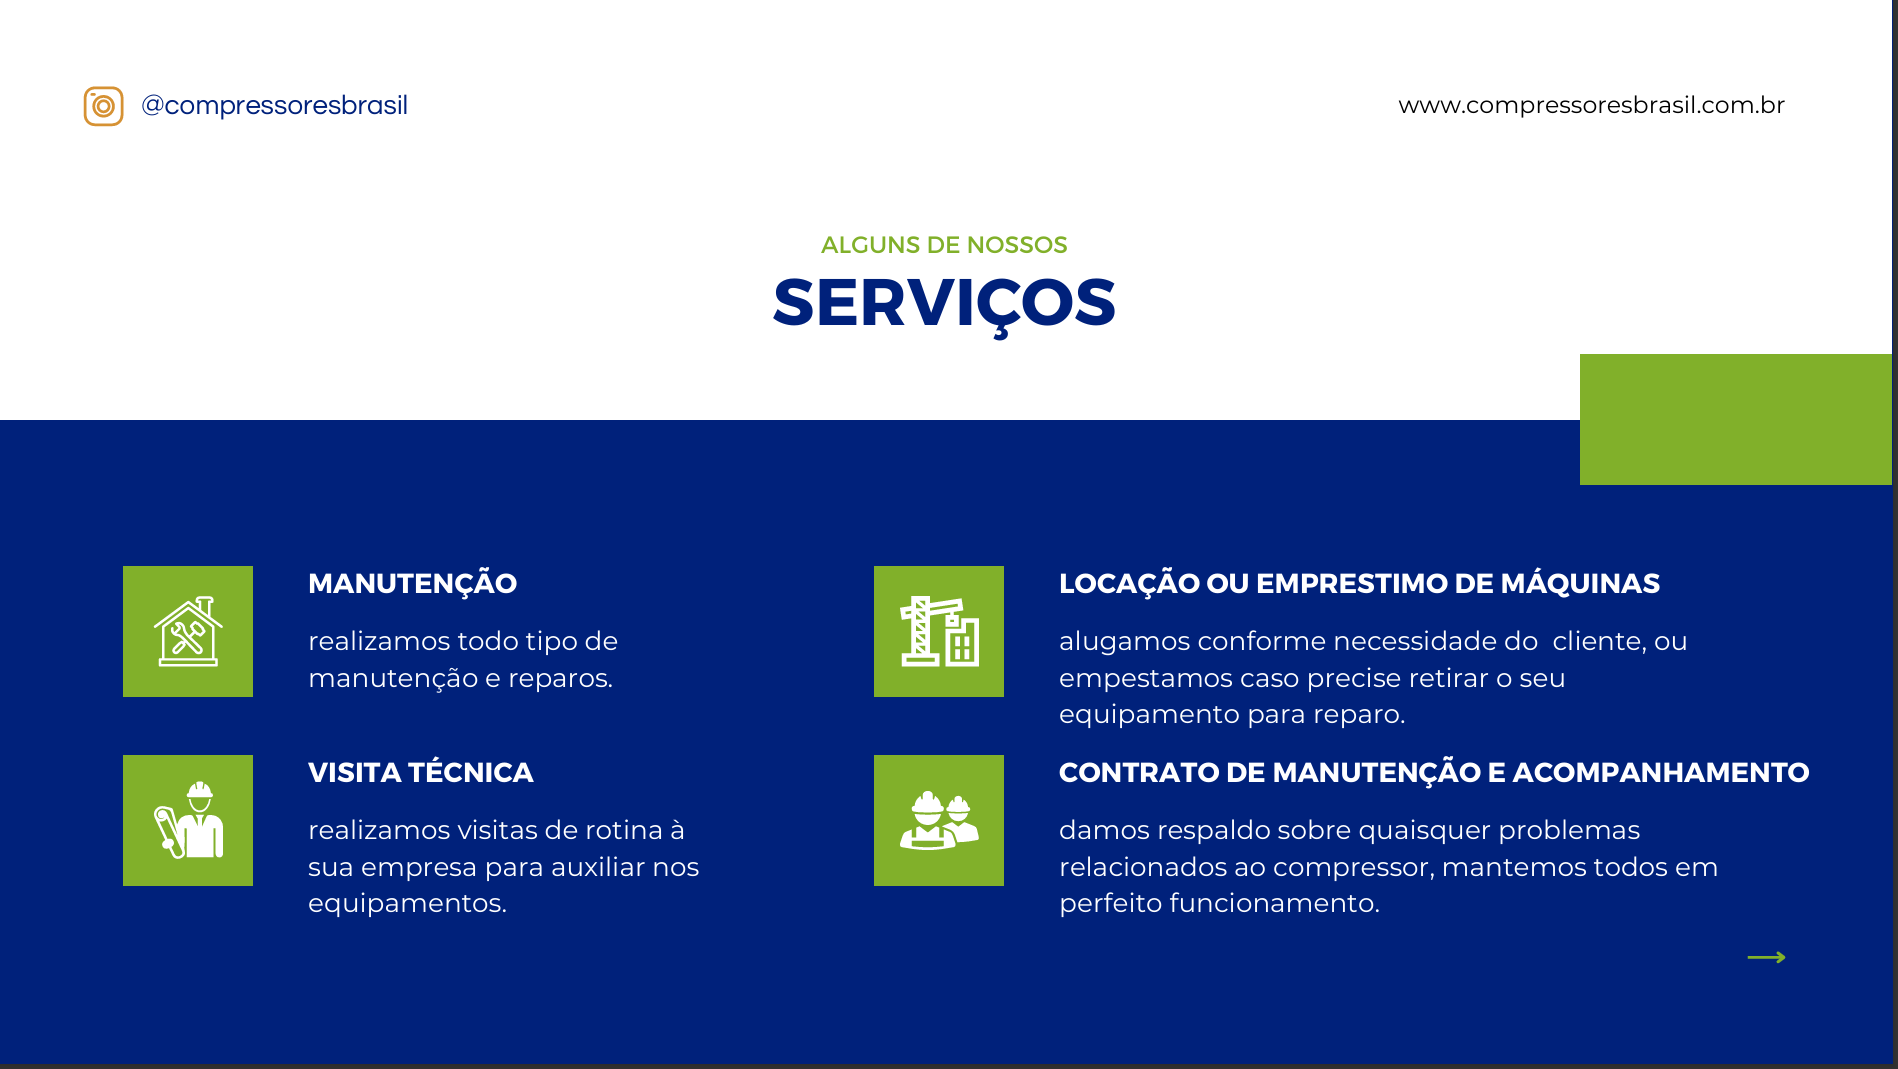 @compressoresbrasil
www.compressoresbrasil.com.br
ALGUNS DE NOSSOS
SERVIÇOS
MANUTENÇÃO
realizamos todo tipo de
manutenção e reparos.
LOCAÇÃO OU EMPRESTIMO DE MÁQUINAS
alugamos conforme necessidade do  cliente, ou
empestamos caso precise retirar o seu
equipamento para reparo.
VISITA TÉCNICA
realizamos visitas de rotina à
sua empresa para auxiliar nos
equipamentos.
CONTRATO DE MANUTENÇÃO E ACOMPANHAMENTO
damos respaldo sobre quaisquer problemas
relacionados ao compressor, mantemos todos em
perfeito funcionamento.